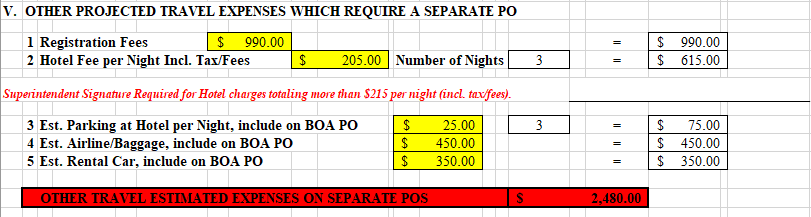 V. OTHER PROJECTED TRAVEL EXPENSES WHICH REQUIRE A SEPARATE PO
1 Registration Fees $ 990.00 = $ 990.00
2 Hotel Fee per Night Incl. Tax/Fees $ 205.00 Number of Nights 3 = $ 615.00
Superintendent Signature Required for Hotel charges totaling more than $215 per night (incl. tax/fees).
3 Est. Parking at Hotel per Night, include on BOA PO $ 25.00 3 = $ 75.00
4 Est. Airline/Baggage, include on BOA PO $ 450.00 = $ 450.00
5 Est. Rental Car, include on BOA PO $ 350.00 = $ 350.00
OTHER TRAVEL ESTIMATED EXPENSES ON SEPARATE POS $ 2,480.00